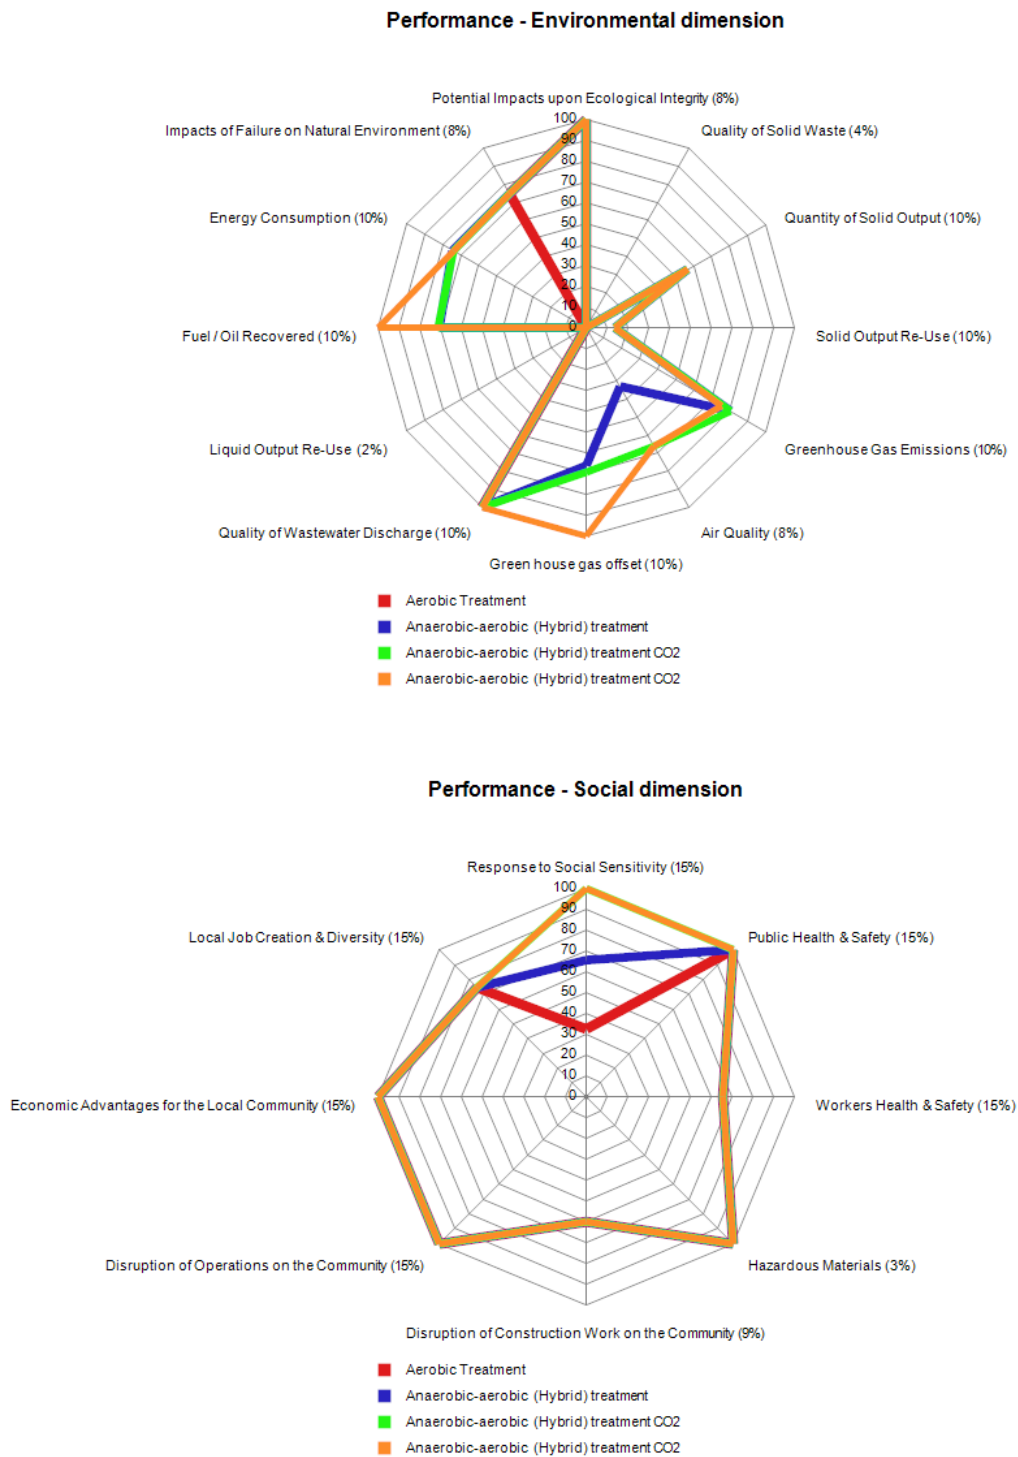 Performance - Environmental dimension
Potential Impacts upon Ecological Integrity (8%)
Impacts of Failure on Natural Environment (8%)
Quality of Solid Waste (4%)
100
90
80
70
60
50
40
30
20
10
0
Energy Consumption (10%)
Quantity of Solid Output (10%)
Fuel / Oil Recovered (10%)
Solid Output Re-Use (10%)
Liquid Output Re-Use (2%)
Greenhouse Gas Emissions (10%)
Quality of Wastewater Discharge (10%)
Air Quality (8%)
Green house gas offset (10%)
Aerobic Treatment
Anaerobic-aerobic (Hybrid) treatment
Anaerobic-aerobic (Hybrid) treatment CO2
Anaerobic-aerobic (Hybrid) treatment CO2
Performance - Social dimension
Response to Social Sensitivity (15%)
100
90
80
70
60
50
40
30
20
10
0
Local Job Creation & Diversity (15%)
Public Health & Safety (15%)
Economic Advantages for the Local Community (15%)
Workers Health & Safety (15%)
Disruption of Operations on the Community (15%)
Hazardous Materials (3%)
Disruption of Construction Work on the Community (9%)
Aerobic Treatment
Anaerobic-aerobic (Hybrid) treatment
Anaerobic-aerobic (Hybrid) treatment CO2
Anaerobic-aerobic (Hybrid) treatment CO2